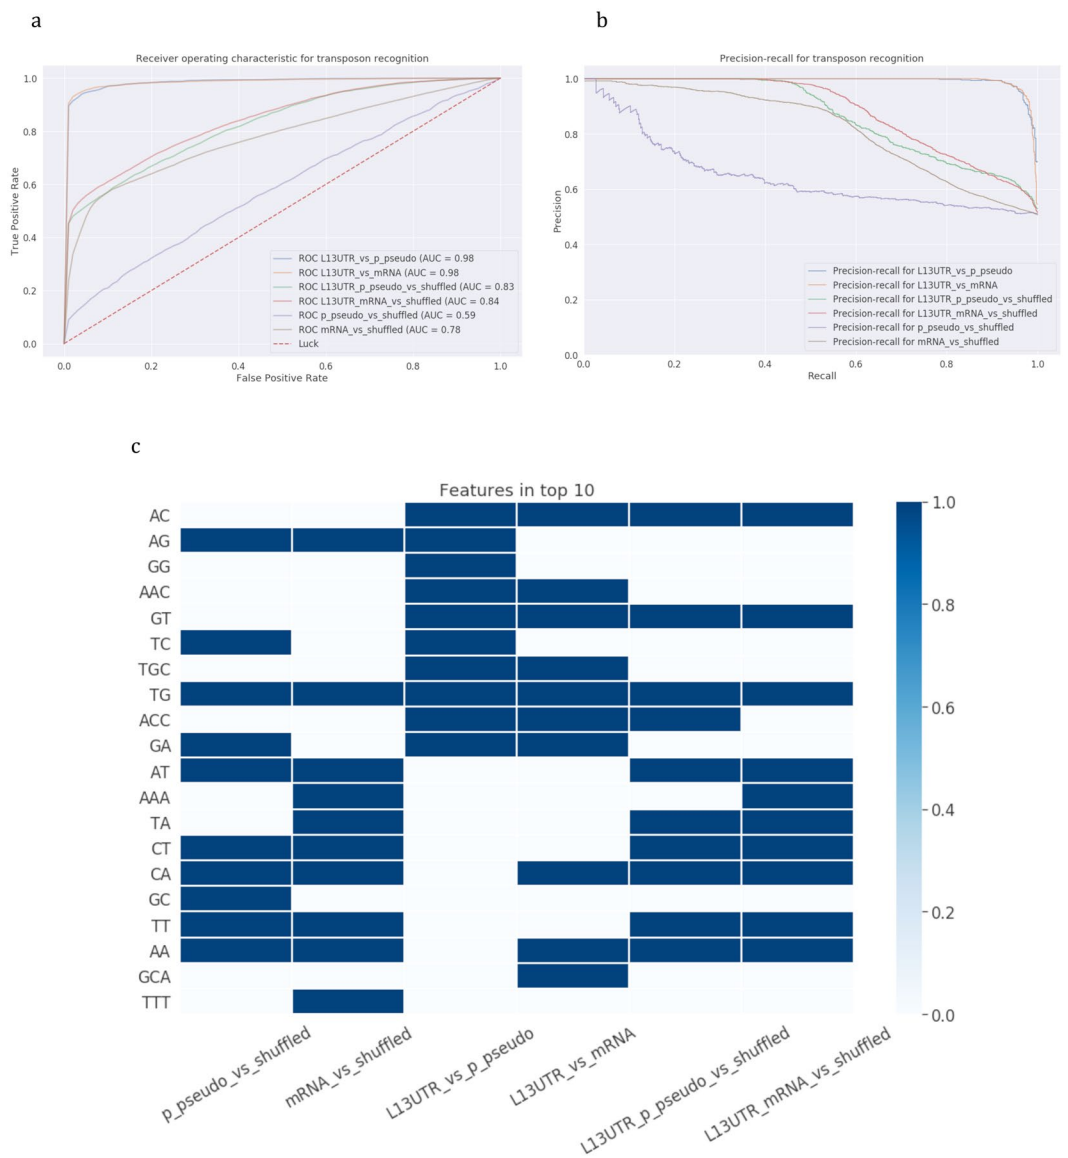 a
Receiver operating characteristic for transposon recognition
1.0
0.8
0.6
0.4
0.2
0.0
True Positive Rate
ROC L13UTR_vs_p_pseudo (AUC = 0.98
ROC L13UTR_vs_mRNA (AUC = 0.98
ROC L13UTR_p_pseudo_vs_shuffled (AUC = 0.83
ROC L13UTR_mRNA_vs_shuffled (AUC = 0.84
ROC p_pseudo_vs_shuffled (AUC = 0.59
ROC mRNA_vs_shuffled (AUC = 0.78
Luck
0.0 0.2 0.4 0.6 0.8 1.0
False Positive Rate
b
Precision-recall for transposon recognition
1.0
0.8
0.6
0.4
0.2
0.0
Precision
Precision-recall for L13UTR_vs_p_pseudo
Precision-recall for L13UTR_vs_mRNA
Precision-recall for L13UTR_p_pseudo_vs_shuffled
Precision-recall for L13UTR_mRNA_vs_shuffled
Precision-recall for p_pseudo_vs_shuffled
Precision-recall for mRNA_vs_shuffled
0.0 0.2 0.4 0.6 0.8 1.0
Recall
c
Features in top 10
AC
AG
GG
AAC
GT
TC
TGC
TG
ACC
GA
AT
AAA
TA
CT
CA
GC
TT
AA
GCA
TTT
p_pseudo_vs_shuffled
mRNA_vs_shuffled
L13UTR_vs_p_pseudo
L13UTR_vs_mRNA
L13UTR_p_pseudo_vs_shuffled
L13UTR_mRNA_vs_shuffled
1.0
0.8
0.6
0.4
0.2
0.0